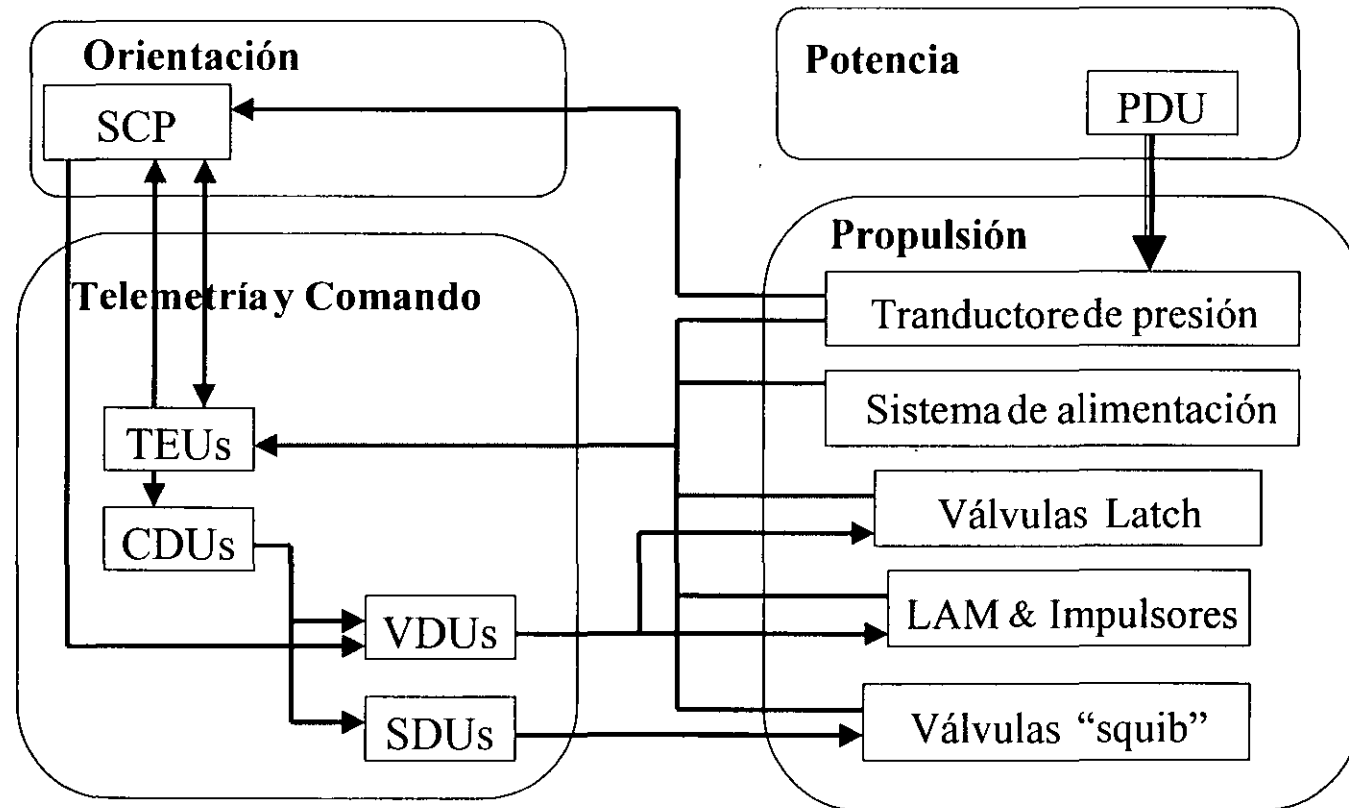 Orientación
SCP
Potencia
PDU
Telemetría y Comando
TEUs
CDUs
VDUs
SDUs
Propulsión
Tranductore de presión
Sistema de alimentación
Válvulas Latch
LAM & Impulsores
Válvulas “squib”